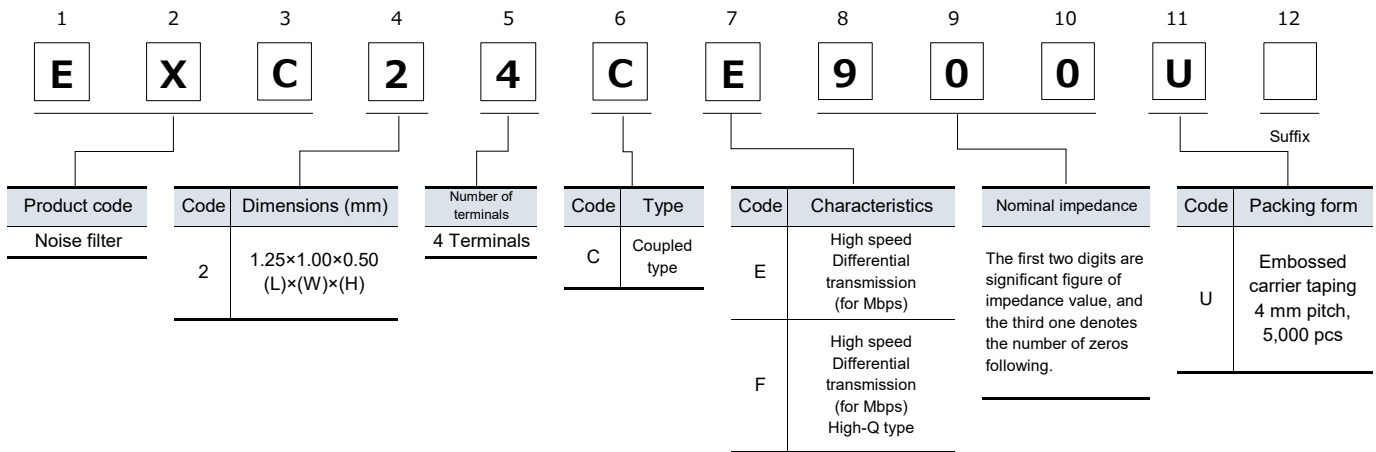 1 2 3 4 5 6 7 8 9 10 11 12
E X C 2 4 C E 9 0 0 U
Suffix
Product code
Noise filter
Code Dimensions (mm)
2
1.25×1.00×0.50
(L)×(W)×(H)
Number of
terminals
4 Terminals
Code Type
C
Coupled
type
Code Characteristics
E
High speed
Differential
transmission
(for Mbps)
F
High speed
Differential
transmission
(for Mbps)
High-Q type
Nominal impedance
The first two digits are
significant figure of
impedance value, and
the third one denotes
the number of zeros
following.
Code Packing form
U
Embossed
carrier taping
4 mm pitch,
5,000 pcs